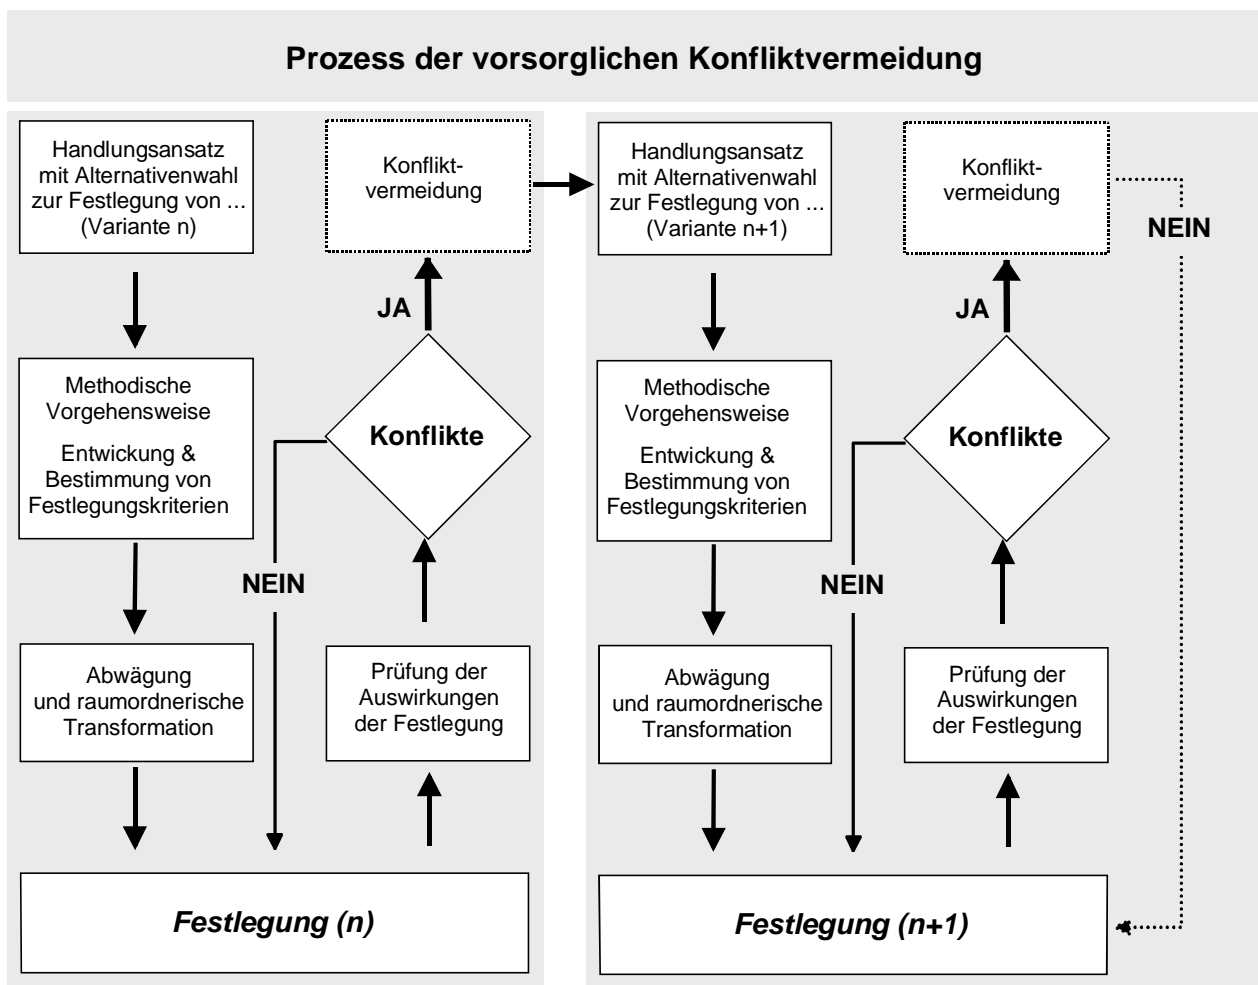 Prozess der vorsorglichen Konfliktvermeidung
Handlungsansatz
mit Alternativenwahl
zur Festlegung von ...
(Variante n)
Methodische
Vorgehensweise
Entwickung &
Bestimmung von
Festlegungskriterien
Abwägung
und raumordnerische
Transformation
Konflikt-
vermeidung
JA
Konflikte
NEIN
Prüfung der
Auswirkungen
der Festlegung
Festlegung (n)
Handlungsansatz
mit Alternativenwahl
zur Festlegung von ...
(Variante n+1)
Methodische
Vorgehensweise
Entwickung &
Bestimmung von
Festlegungskriterien
Abwägung
und raumordnerische
Transformation
Konflikt-
vermeidung
NEIN
JA
Konflikte
NEIN
Prüfung der
Auswirkungen
der Festlegung
Festlegung (n+1)